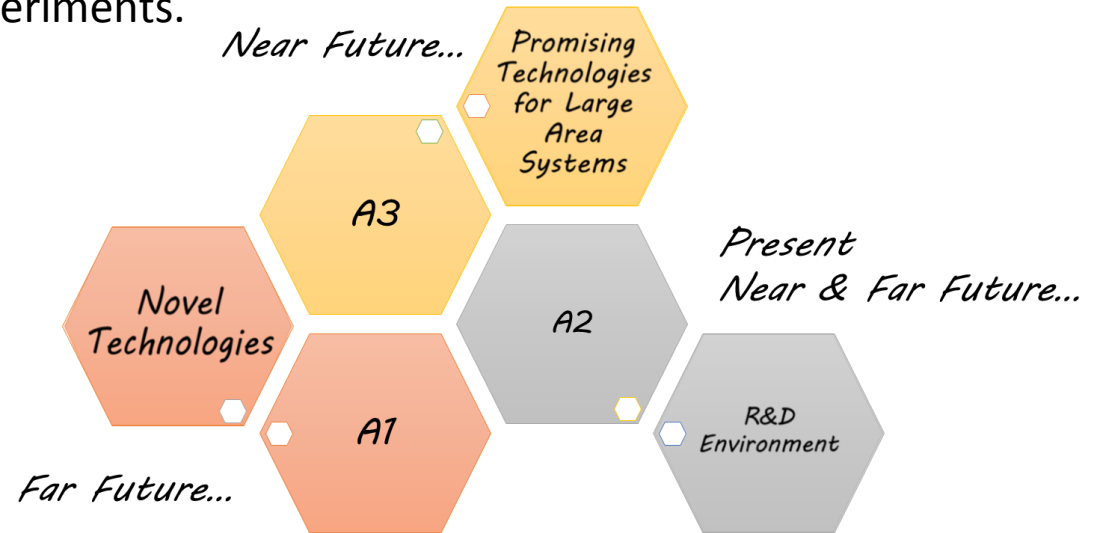 eriments.
Near Future...
Promising
Technologies
for Large
Area
Systems
A3
Present
Near & Far Future...
Novel
Technologies
A2
A1
R&D
Environment
Far Future...